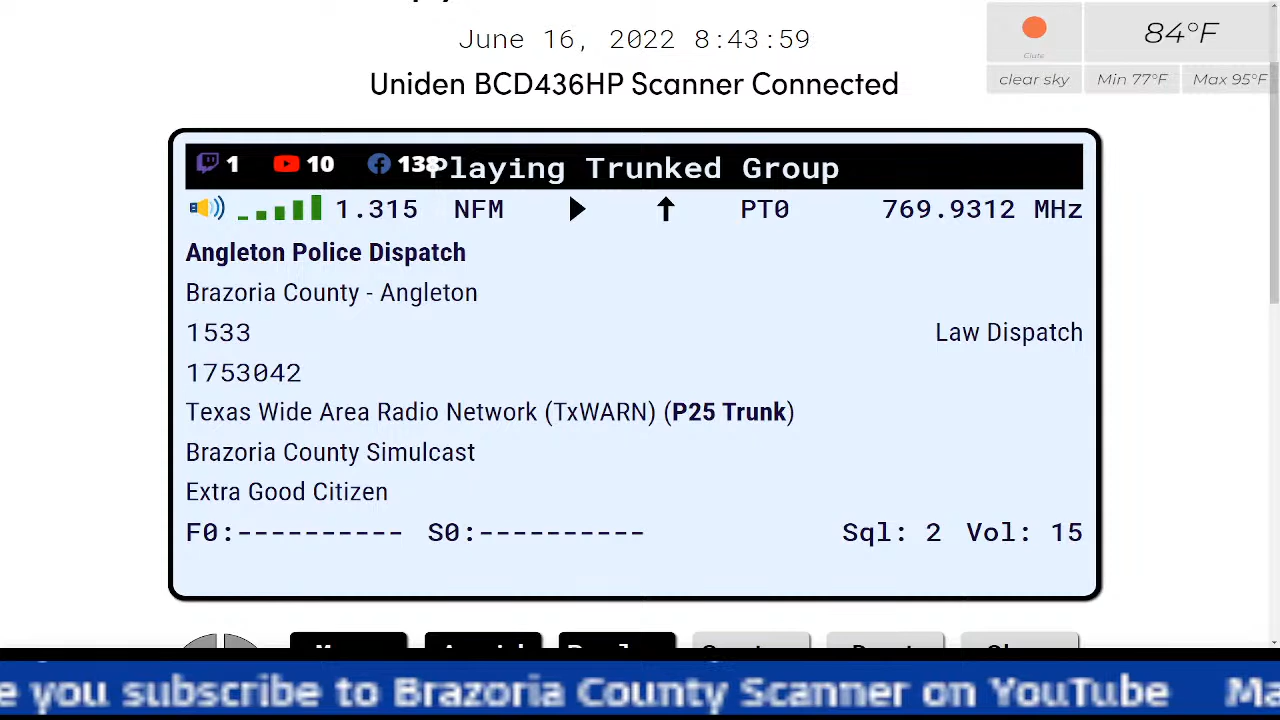 June 16, 2022 8:43:59
84°F
Clute
clear sky Min 77°F Max 95°F
Uniden BCD436HP Scanner Connected
1 10 138 Playing Trunked Group
1.315 NFM PT0 769.9312 MHz
Angleton Police Dispatch
Brazoria County - Angleton
1533 Law Dispatch
1753042
Texas Wide Area Radio Network (TxWARN) (P25 Trunk)
Brazoria County Simulcast
Extra Good Citizen
F0:---------- S0:---------- Sql: 2 Vol: 15
e you subscribe to Brazoria County Scanner on YouTube Ma